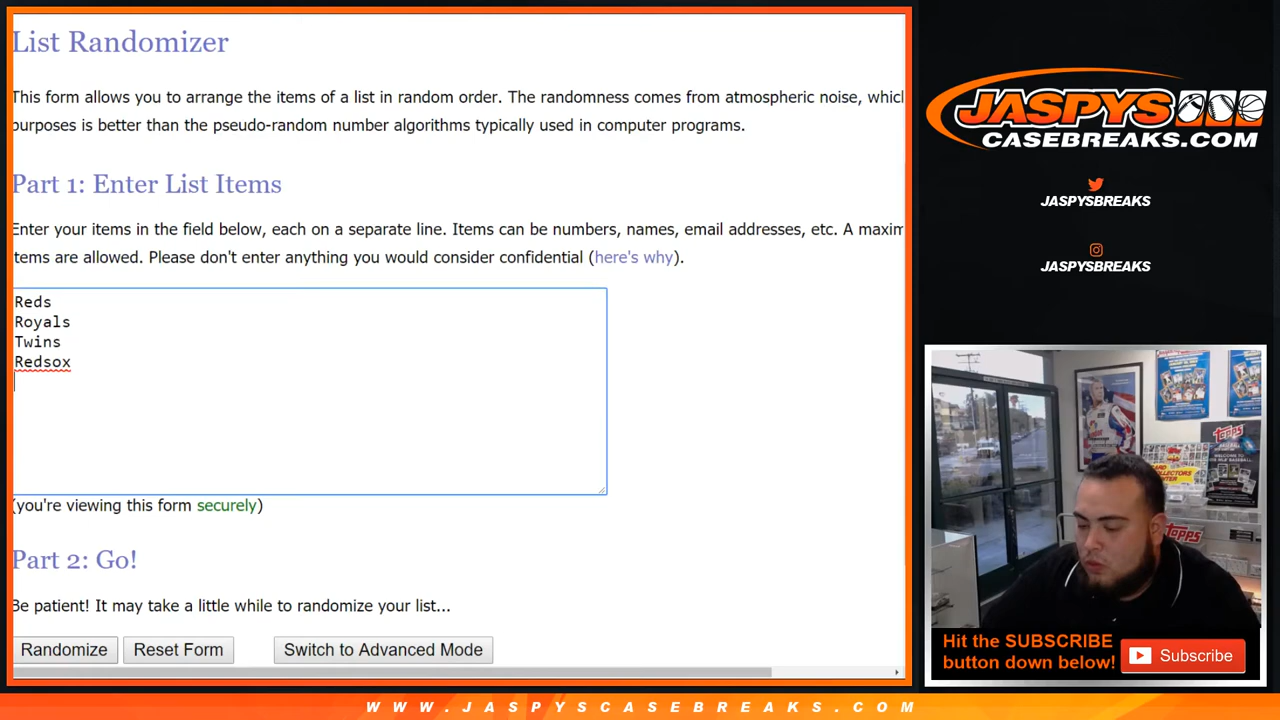 List Randomizer
This form allows you to arrange the items of a list in random order. The randomness comes from atmospheric noise, whicl
purposes is better than the pseudo-random number algorithms typically used in computer programs.
Part 1: Enter List Items
Enter your items in the field below, each on a separate line. Items can be numbers, names, email addresses, etc. A maxim
items are allowed. Please don't enter anything you would consider confidential (here's why).
Reds
Royals
Twins
Redsox
(you're viewing this form securely)
Part 2: Go!
Be patient! It may take a little while to randomize your list...
Randomize
Reset Form
Switch to Advanced Mode
JASPYS
CASEBREAKS.COM
JASPYSBREAKS
JASPYSBREAKS
TOPPS
TOPPS
WELCOME TO
Hit the SUBSCRIBE
button down below!
Subscribe
WWW.JASPYSCASEBREAKS.COM